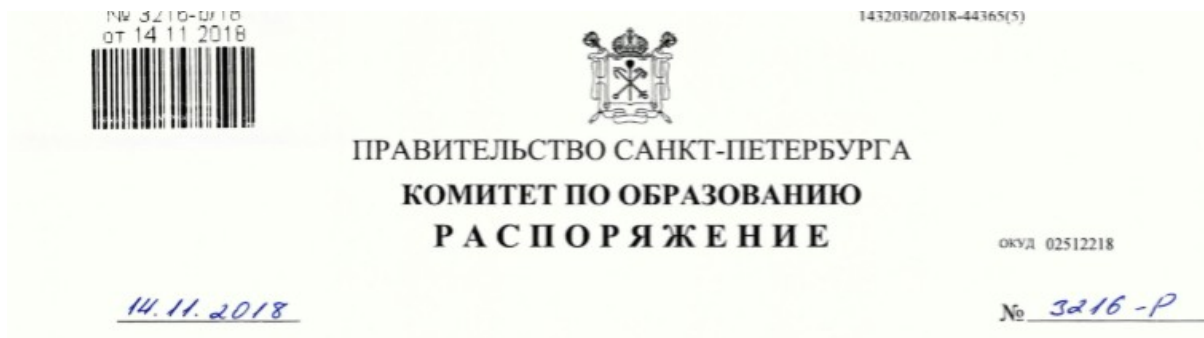 № 3216-р/18
от 14 11 2018
1432030/2018-44365(5)
ПРАВИТЕЛЬСТВО САНКТ-ПЕТЕРБУРГА
КОМИТЕТ ПО ОБРАЗОВАНИЮ
РАСПОРЯЖЕНИЕ
ОКУД 02512218
14.11.2018
№ 3216-р